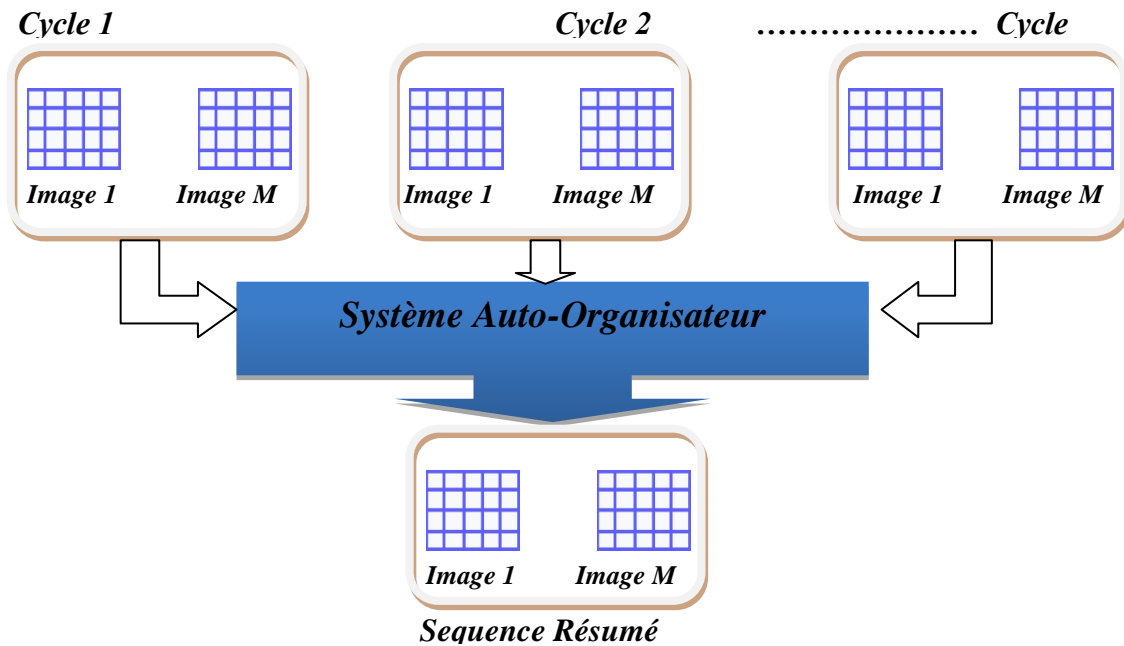 Cycle 1 Cycle 2 ………………… Cycle
Image 1 Image M Image 1 Image M Image 1 Image M
Système Auto-Organisateur
Image 1 Image M
Sequence Résumé